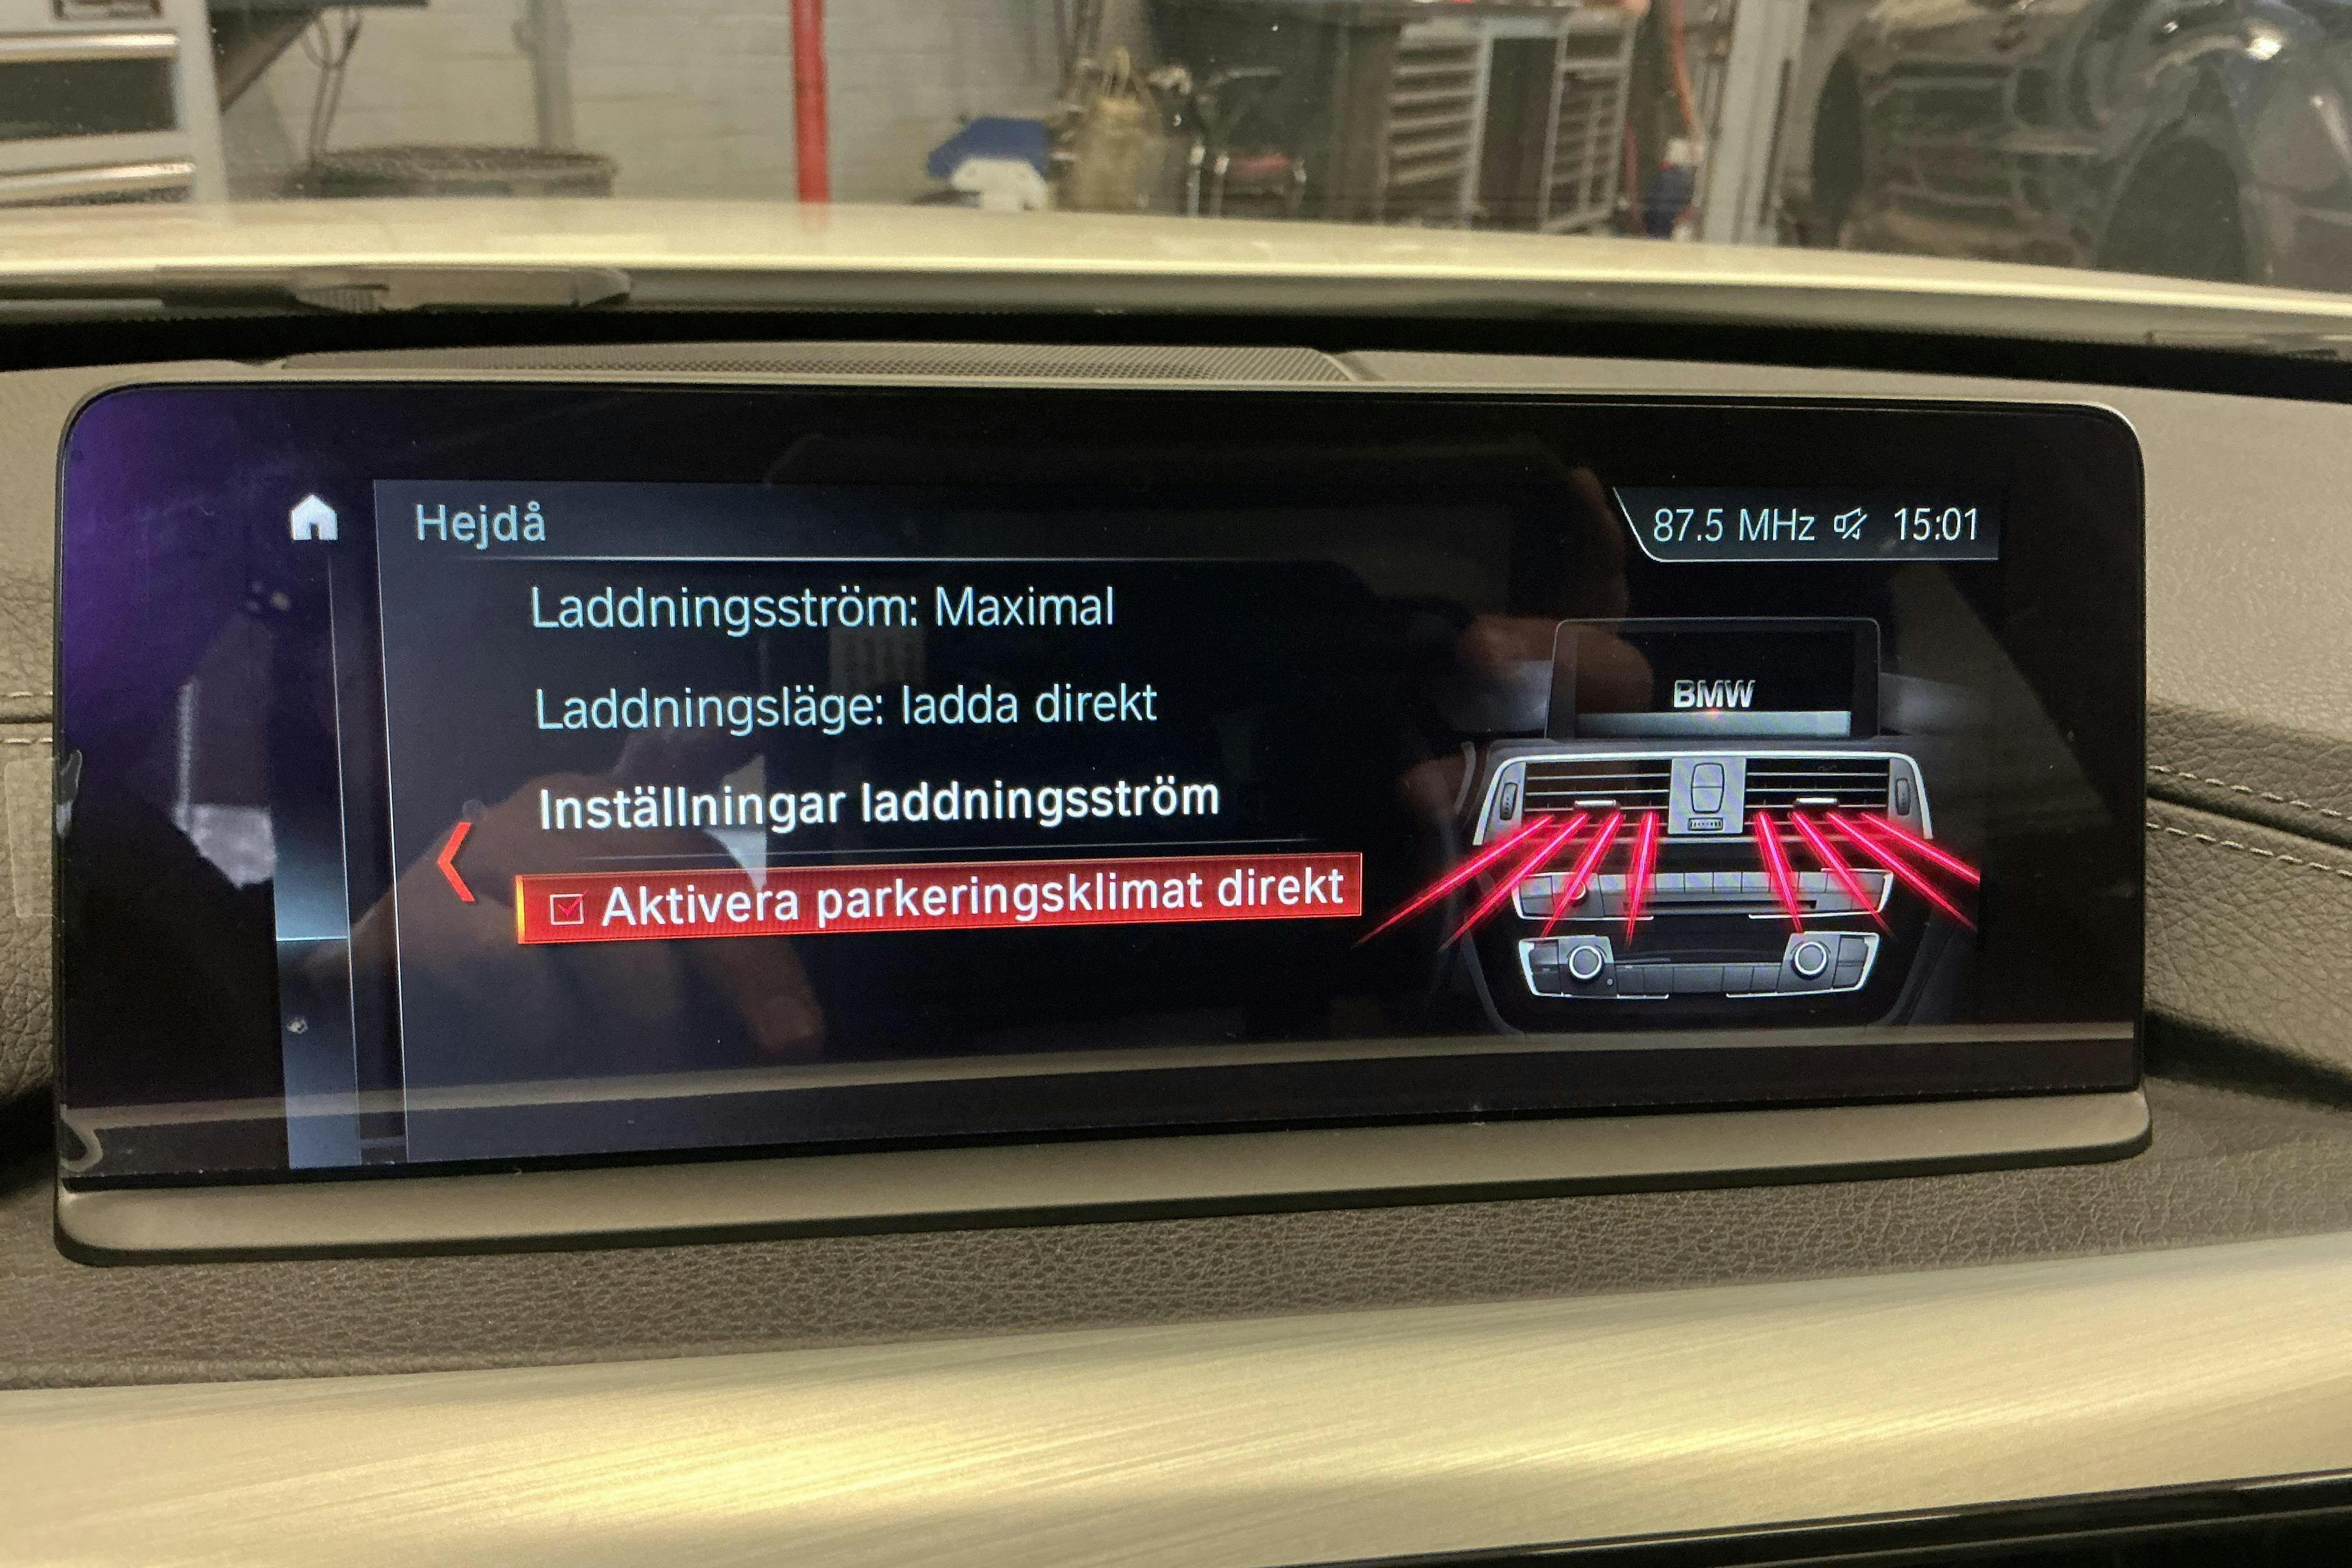 Hejdå
87.5 MHz 15:01
Laddningsström: Maximal
Laddningsläge: ladda direkt
Inställningar laddningsström
Aktivera parkeringsklimat direkt
BMW